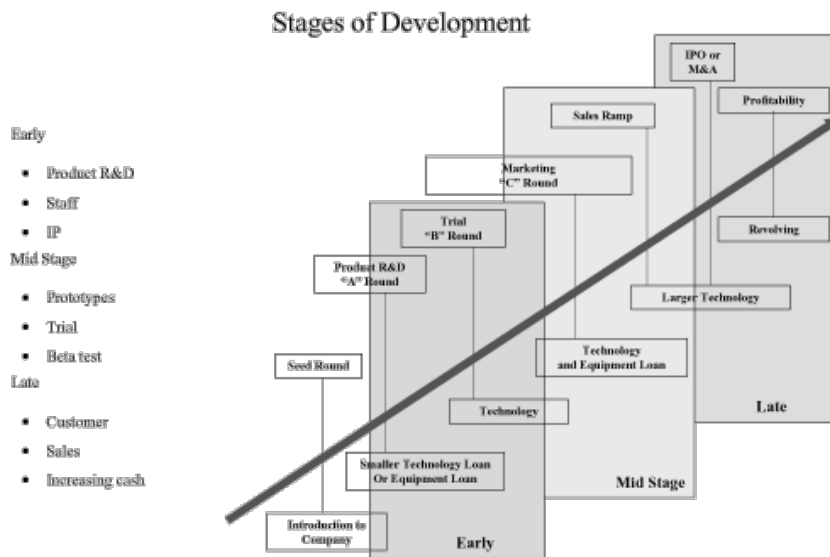 Stages of Development
Early
Product R&D
Staff
IP
Mid Stage
Prototypes
Trial
Beta test
Late
Customer
Sales
Increasing cash
IPO or
M&A
Profitability
Sales Ramp
Marketing
“C” Round
Trial
“B” Round
Revolving
Product R&D
“A” Round
Larger Technology
Seed Round
Technology
and Equipment Loan
Technology
Late
Smaller Technology Loan
Or Equipment Loan
Mid Stage
Introduction to
Company
Early